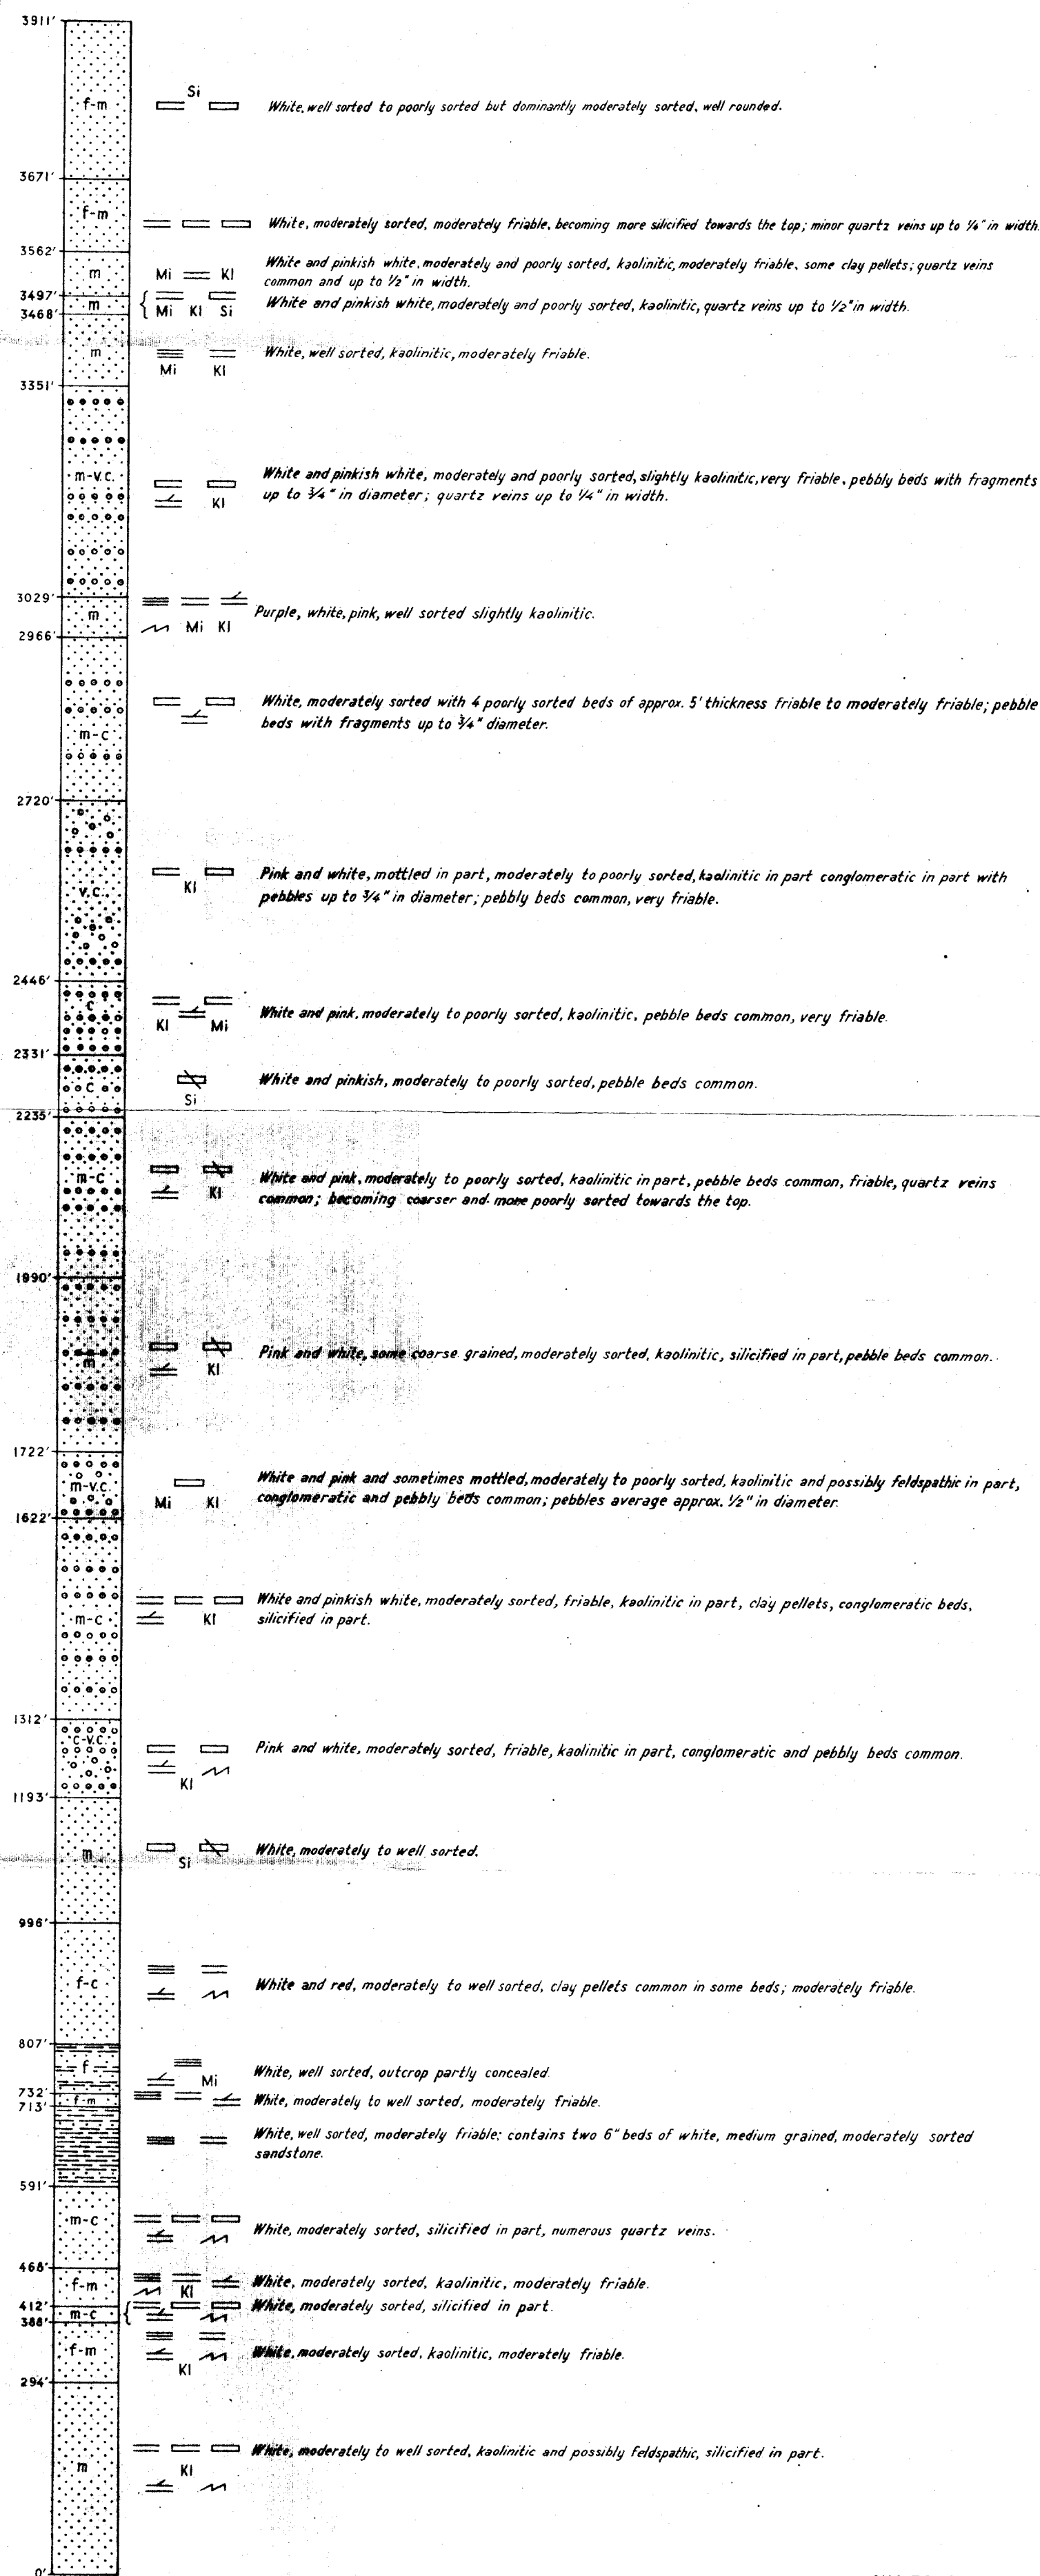 3911'
Si
f-m
White, well sorted to poorly sorted but dominantly moderately sorted, well rounded.
3671'
f-m
White, moderately sorted, moderately friable, becoming more silicified towards the top; minor quartz veins up to 1/4" in width.
3562'
White and pinkish white, moderately and poorly sorted, kaolinitic, moderately friable, some clay pellets; quartz veins
m
Mi Kl
common and up to 1/2" in width.
3497'
m
White and pinkish white, moderately and poorly sorted, kaolinitic, quartz veins up to 1/2" in width.
3468'
Mi Kl Si
m
White, well sorted, kaolinitic, moderately friable.
Mi Kl
3351'
m-v.c.
White and pinkish white, moderately and poorly sorted, slightly kaolinitic, very friable, pebbly beds with fragments
up to 3/4" in diameter; quartz veins up to 1/4" in width.
Kl
3029'
m
Purple, white, pink, well sorted slightly kaolinitic.
Mi Kl
2966'
White, moderately sorted with 4 poorly sorted beds of approx. 5' thickness friable to moderately friable; pebble
beds with fragments up to 3/4" diameter.
m-c
2720'
v.c.
Pink and white, mottled in part, moderately to poorly sorted, kaolinitic in part conglomeratic in part with
Kl
pebbles up to 3/4" in diameter; pebbly beds common, very friable.
2446'
c
White and pink, moderately to poorly sorted, kaolinitic, pebble beds common, very friable.
Kl Mi
2331'
c
White and pinkish, moderately to poorly sorted, pebble beds common.
Si
2235'
m-c
White and pink, moderately to poorly sorted, kaolinitic in part, pebble beds common, friable, quartz veins
Kl
common; becoming coarser and more poorly sorted towards the top.
1990'
m
Pink and white, some coarse grained, moderately sorted, kaolinitic, silicified in part, pebble beds common.
Kl
1722'
m-v.c.
White and pink and sometimes mottled, moderately to poorly sorted, kaolinitic and possibly feldspathic in part,
Mi Kl
conglomeratic and pebbly beds common; pebbles average approx. 1/2" in diameter.
1622'
White and pinkish white, moderately sorted, friable, kaolinitic in part, clay pellets, conglomeratic beds,
m-c
Kl
silicified in part.
1312'
c-v.c.
Pink and white, moderately sorted, friable, kaolinitic in part, conglomeratic and pebbly beds common.
Kl
1193'
m
White, moderately to well sorted.
Si
996'
f-c
White and red, moderately to well sorted, clay pellets common in some beds; moderately friable.
807'
f
White, well sorted, outcrop partly concealed.
Mi
732'
f-m
White, moderately to well sorted, moderately friable.
713'
White, well sorted, moderately friable; contains two 6" beds of white, medium grained, moderately sorted
sandstone.
591'
m-c
White, moderately sorted, silicified in part, numerous quartz veins.
468'
f-m
White, moderately sorted, kaolinitic, moderately friable.
Kl
412'
m-c
White, moderately sorted, silicified in part.
388'
f-m
White, moderately sorted, kaolinitic, moderately friable.
Kl
294'
White, moderately to well sorted, kaolinitic and possibly feldspathic, silicified in part.
m
Kl
0'